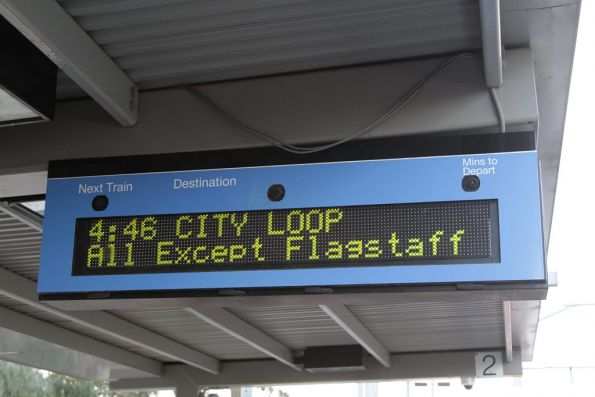 Next Train Destination Mins to Depart
4:46 CITY LOOP
All Except Flagstaff
2